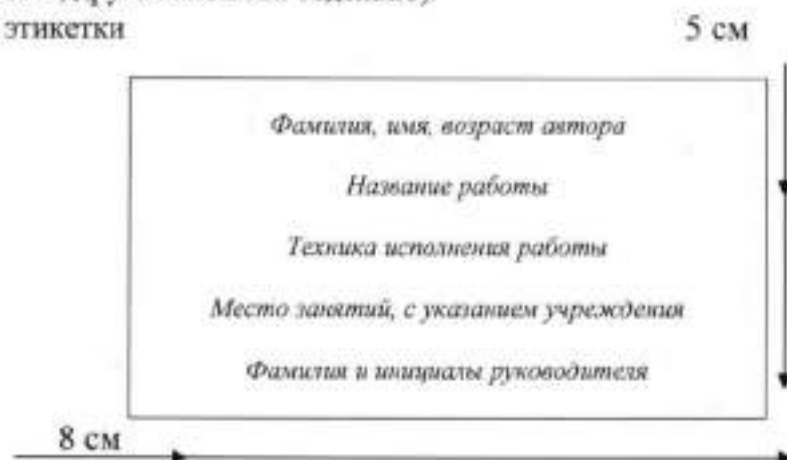 этикетки
5 см
Фамилия, имя, возраст автора
Название работы
Техника исполнения работы
Место занятий, с указанием учреждения
Фамилия и инициалы руководителя
8 см